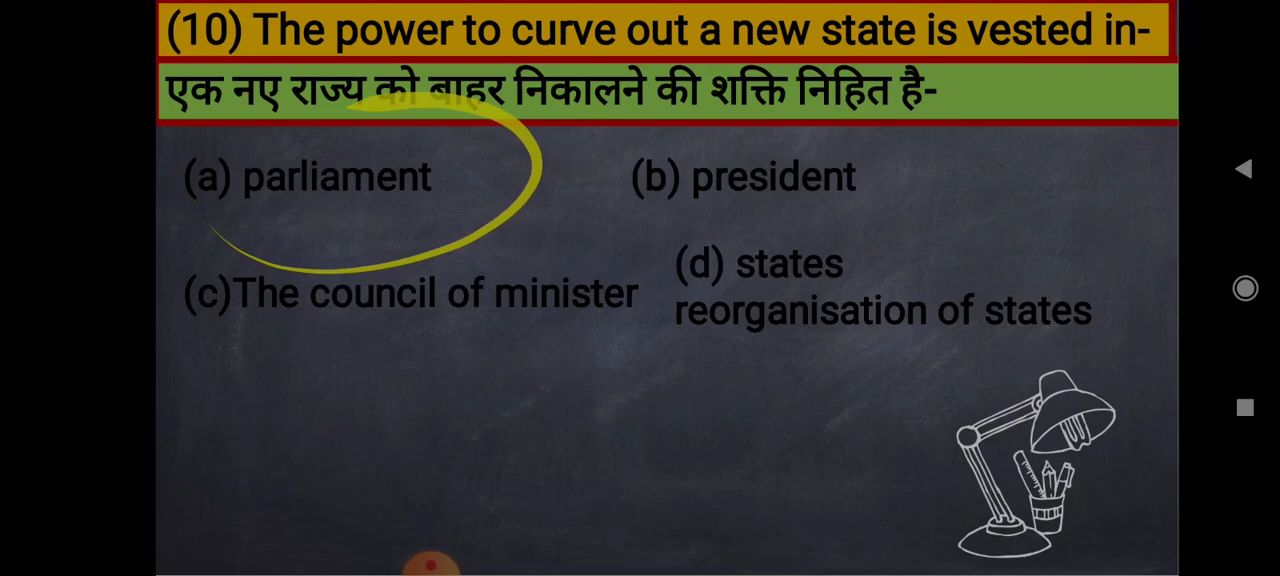 (10) The power to curve out a new state is vested in-
एक नए राज्य को बाहर निकालने की शक्ति निहित है-
(a) parliament
(b) president
(c)The council of minister
(d) states
reorganisation of states